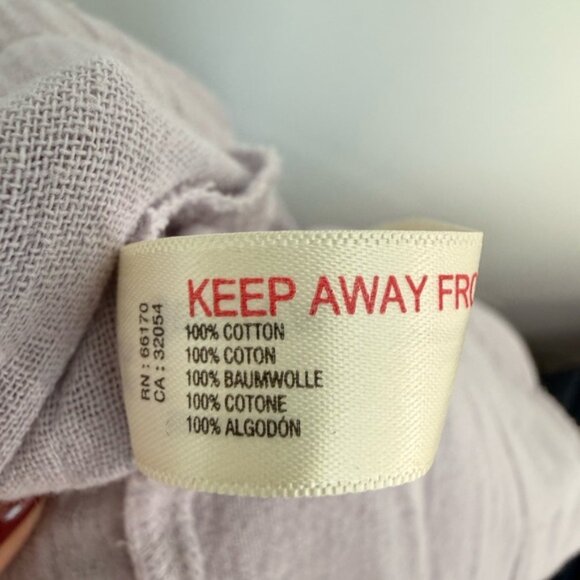 KEEP AWAY FRO
100% COTTON
100% COTON
100% BAUMWOLLE
100% COTONE
100% ALGODÓN
RN : 66170
CA : 32054